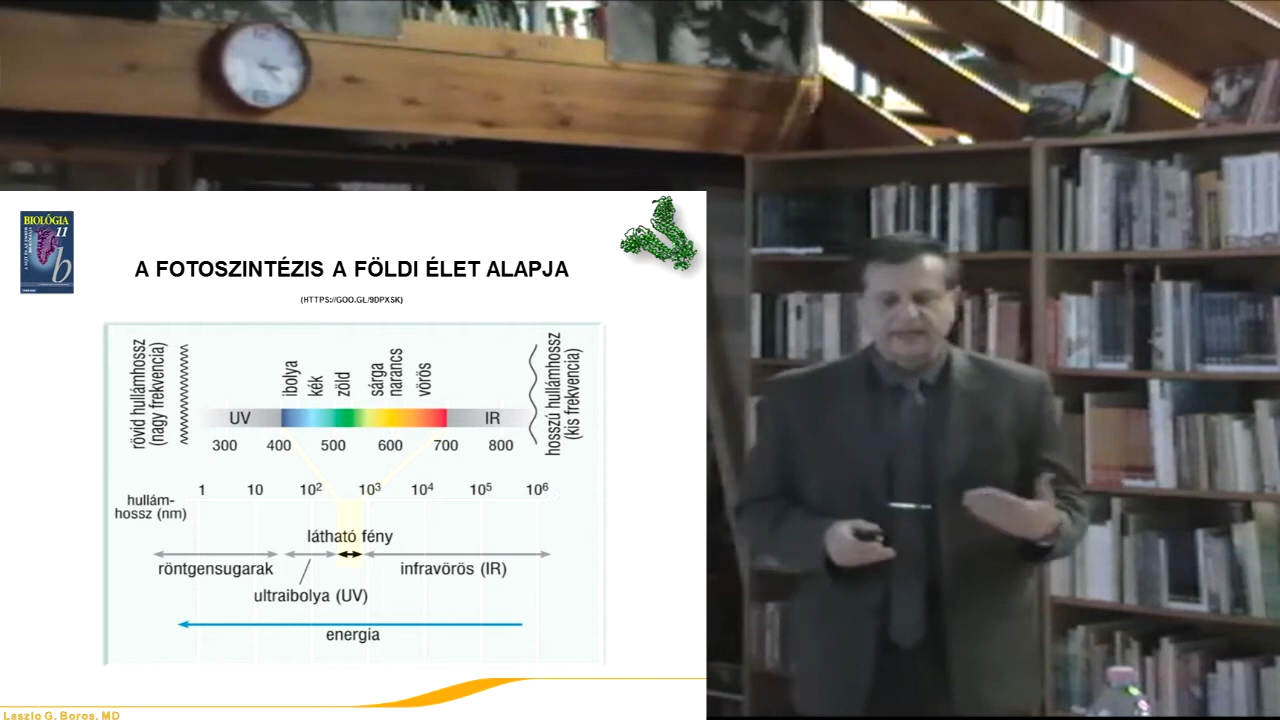 BIOLÓGIA
11
b
A FOTOSZINTÉZIS A FÖLDI ÉLET ALAPJA
(HTTPS://GOO.GL/9DPXSK)
rövid hullámhossz
(nagy frekvencia)
ibolya
kék
zöld
sárga
narancs
vörös
hosszú hullámhossz
(kis frekvencia)
UV
IR
300 400 500 600 700 800
1 10 10² 10³ 10⁴ 10⁵ 10⁶
hullám-
hossz (nm)
látható fény
röntgensugarak
infravörös (IR)
ultraibolya (UV)
energia
Laszlo G. Boros, MD